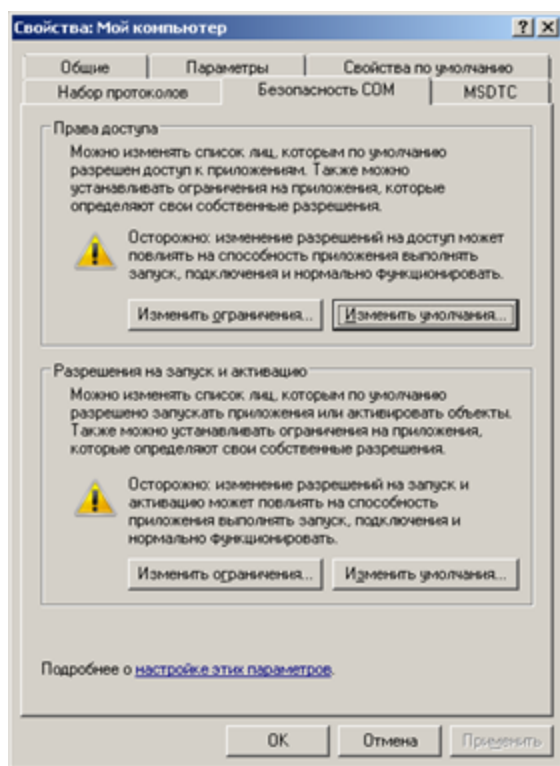 Свойства: Мой компьютер
Общие
Параметры
Свойства по умолчанию
Набор протоколов
Безопасность COM
MSDTC
Права доступа
Можно изменять список лиц, которым по умолчанию
разрешен доступ к приложениям. Также можно
устанавливать ограничения на приложения, которые
определяют свои собственные разрешения.
Осторожно: изменение разрешений на доступ может
повлиять на способность приложения выполнять
запуск, подключения и нормально функционировать.
Изменить ограничения...
Изменить умолчания...
Разрешения на запуск и активацию
Можно изменять список лиц, которым по умолчанию
разрешено запускать приложения или активировать объекты.
Также можно устанавливать ограничения на приложения,
которые определяют свои собственные разрешения.
Осторожно: изменение разрешений на запуск и
активацию может повлиять на способность
приложения выполнять запуск, подключения и
нормально функционировать.
Изменить ограничения...
Изменить умолчания...
Подробнее о настройке этих параметров.
ОК
Отмена
Применить